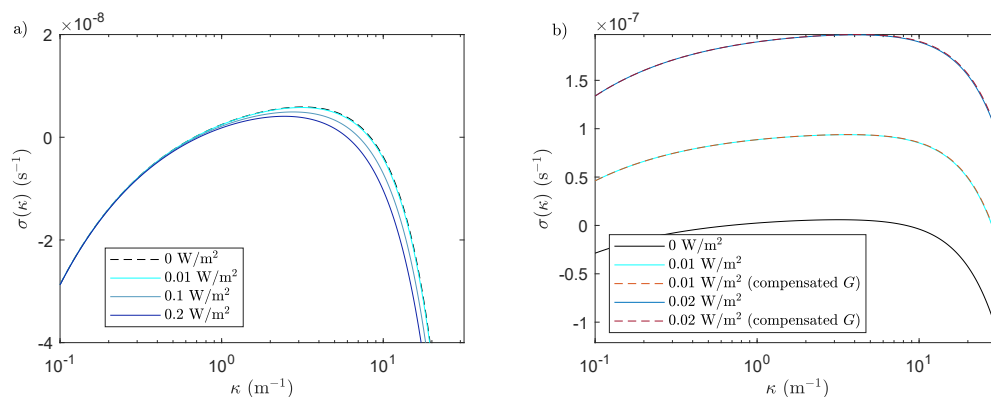 a)
×10⁻⁸
2
0
-2
-4
σ(κ) (s⁻¹)
0 W/m²
0.01 W/m²
0.1 W/m²
0.2 W/m²
10⁻¹
10⁰
10¹
κ (m⁻¹)
b)
×10⁻⁷
1.5
1
0.5
0
-0.5
-1
σ(κ) (s⁻¹)
0 W/m²
0.01 W/m²
0.01 W/m² (compensated G)
0.02 W/m²
0.02 W/m² (compensated G)
10⁻¹
10⁰
10¹
κ (m⁻¹)